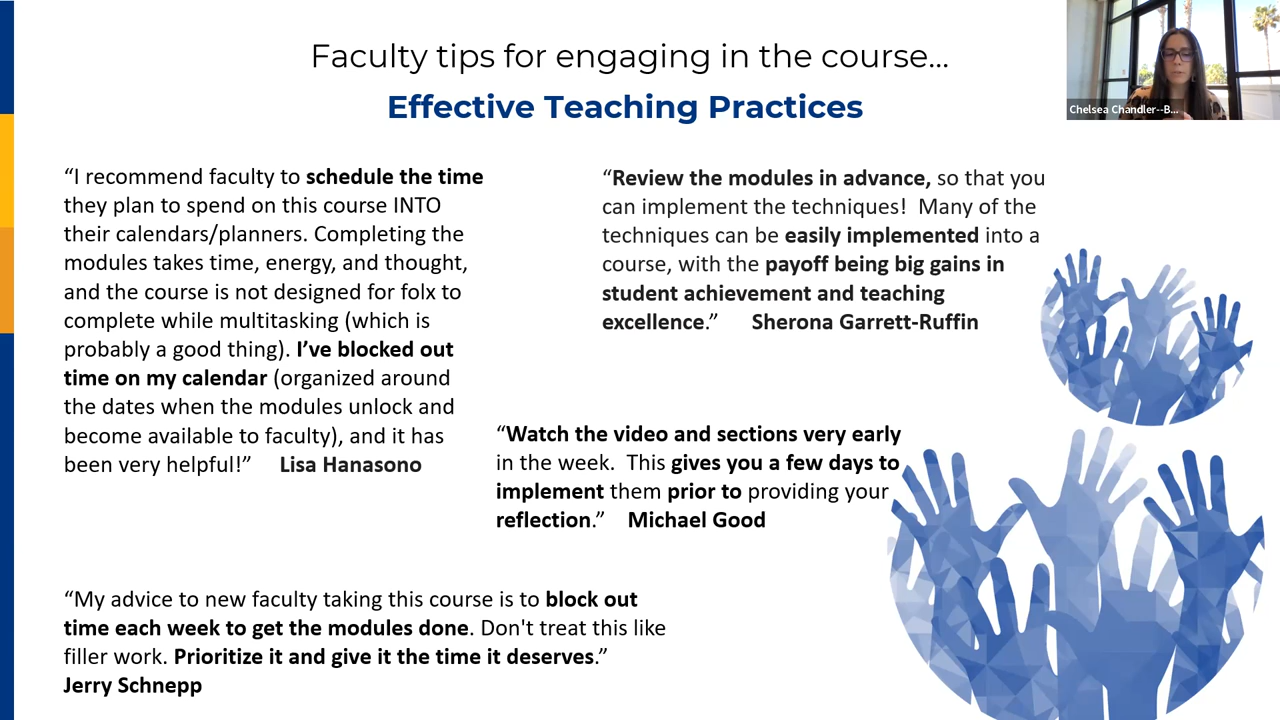 Faculty tips for engaging in the course...
Effective Teaching Practices
Chelsea Chandler--B...
“I recommend faculty to schedule the time
they plan to spend on this course INTO
their calendars/planners. Completing the
modules takes time, energy, and thought,
and the course is not designed for folx to
complete while multitasking (which is
probably a good thing). I’ve blocked out
time on my calendar (organized around
the dates when the modules unlock and
become available to faculty), and it has
been very helpful!” Lisa Hanasono
“Review the modules in advance, so that you
can implement the techniques! Many of the
techniques can be easily implemented into a
course, with the payoff being big gains in
student achievement and teaching
excellence.” Sherona Garrett-Ruffin
“Watch the video and sections very early
in the week. This gives you a few days to
implement them prior to providing your
reflection.” Michael Good
“My advice to new faculty taking this course is to block out
time each week to get the modules done. Don't treat this like
filler work. Prioritize it and give it the time it deserves.”
Jerry Schnepp